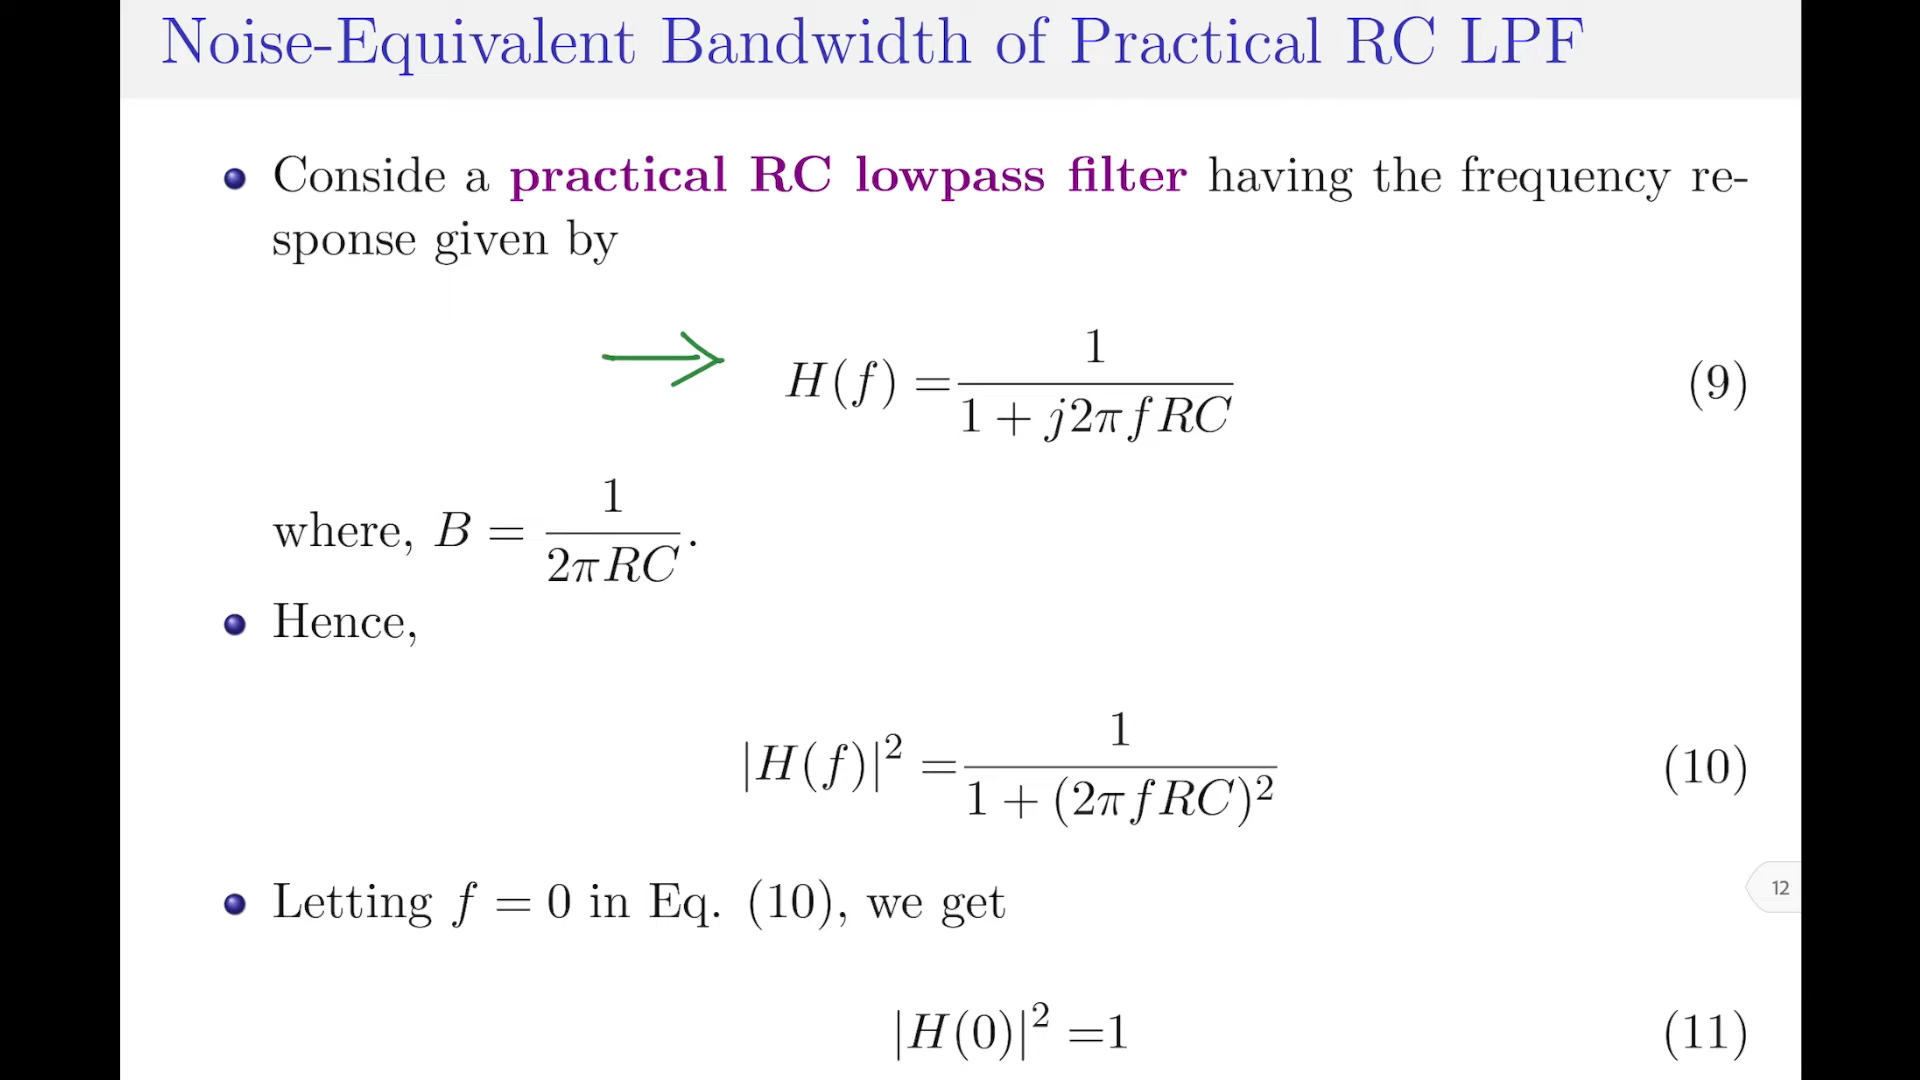 Noise-Equivalent Bandwidth of Practical RC LPF
Conside a practical RC lowpass filter having the frequency re-
sponse given by
H(f) = 1 / (1 + j2πfRC) (9)
where, B = 1 / (2πRC).
Hence,
|H(f)|² = 1 / (1 + (2πfRC)²) (10)
Letting f = 0 in Eq. (10), we get
12
|H(0)|² =1 (11)